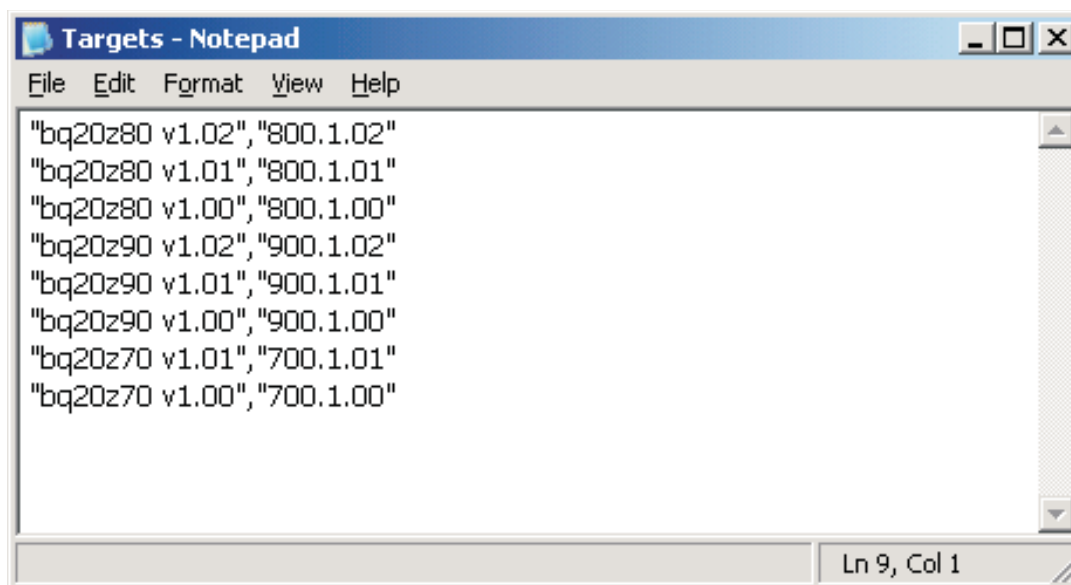 Targets - Notepad
File Edit Format View Help
"bq20z80 v1.02","800.1.02"
"bq20z80 v1.01","800.1.01"
"bq20z80 v1.00","800.1.00"
"bq20z90 v1.02","900.1.02"
"bq20z90 v1.01","900.1.01"
"bq20z90 v1.00","900.1.00"
"bq20z70 v1.01","700.1.01"
"bq20z70 v1.00","700.1.00"
Ln 9, Col 1